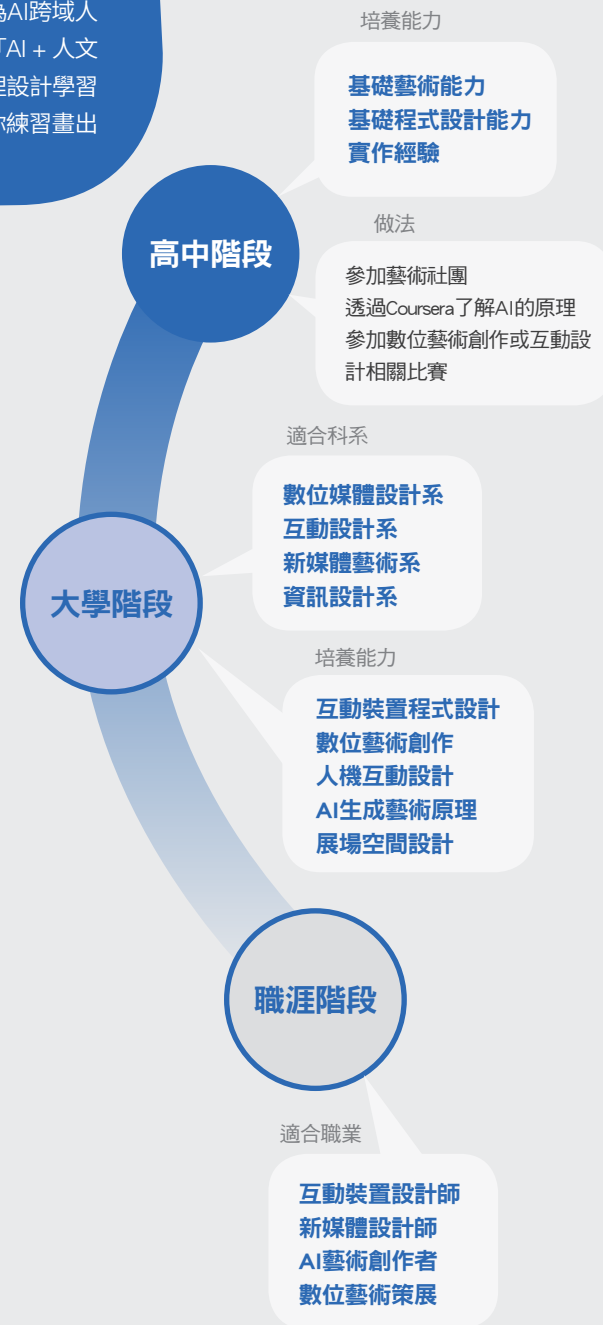 為AI跨域人
「AI + 人文
理設計學習
你練習畫出
培養能力
基礎藝術能力
基礎程式設計能力
實作經驗
高中階段
做法
參加藝術社團
透過Coursera了解AI的原理
參加數位藝術創作或互動設
計相關比賽
適合科系
數位媒體設計系
互動設計系
新媒體藝術系
資訊設計系
大學階段
培養能力
互動裝置程式設計
數位藝術創作
人機互動設計
AI生成藝術原理
展場空間設計
職涯階段
適合職業
互動裝置設計師
新媒體設計師
AI藝術創作者
數位藝術策展